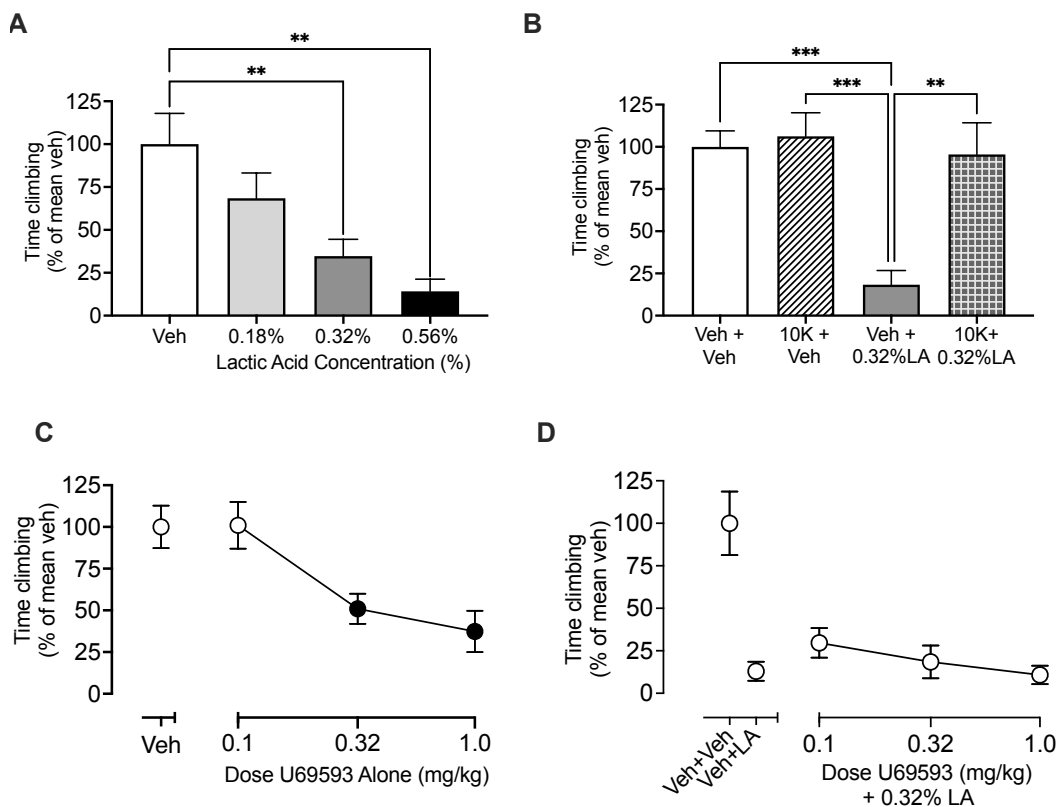 A
**
**
Time climbing
(% of mean veh)
125
100
75
50
25
0
Veh
0.18%
0.32%
0.56%
Lactic Acid Concentration (%)
B
***
***
**
Time climbing
(% of mean veh)
125
100
75
50
25
0
Veh +
Veh
10K +
Veh
Veh +
0.32%LA
10K+
0.32%LA
C
Time climbing
(% of mean veh)
125
100
75
50
25
0
Veh
0.1
0.32
1.0
Dose U69593 Alone (mg/kg)
D
Time climbing
(% of mean veh)
125
100
75
50
25
0
Veh+Veh
Veh+LA
0.1
0.32
1.0
Dose U69593 (mg/kg)
+ 0.32% LA